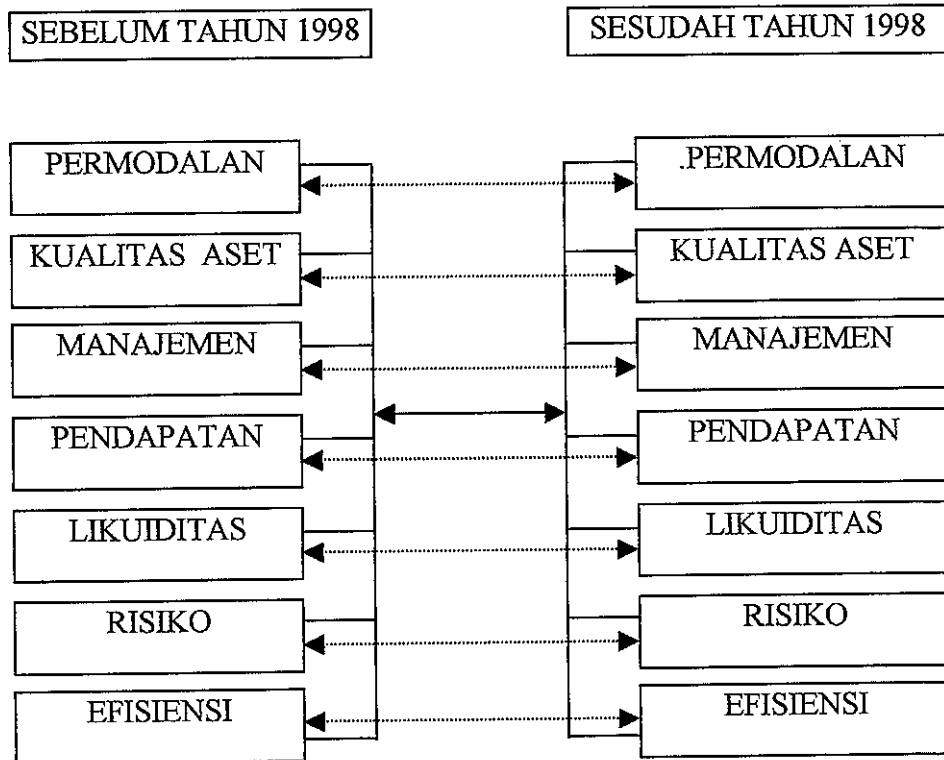 SEBELUM TAHUN 1998
SESUDAH TAHUN 1998
PERMODALAN
.PERMODALAN
KUALITAS ASET
KUALITAS ASET
MANAJEMEN
MANAJEMEN
PENDAPATAN
PENDAPATAN
LIKUIDITAS
LIKUIDITAS
RISIKO
RISIKO
EFISIENSI
EFISIENSI